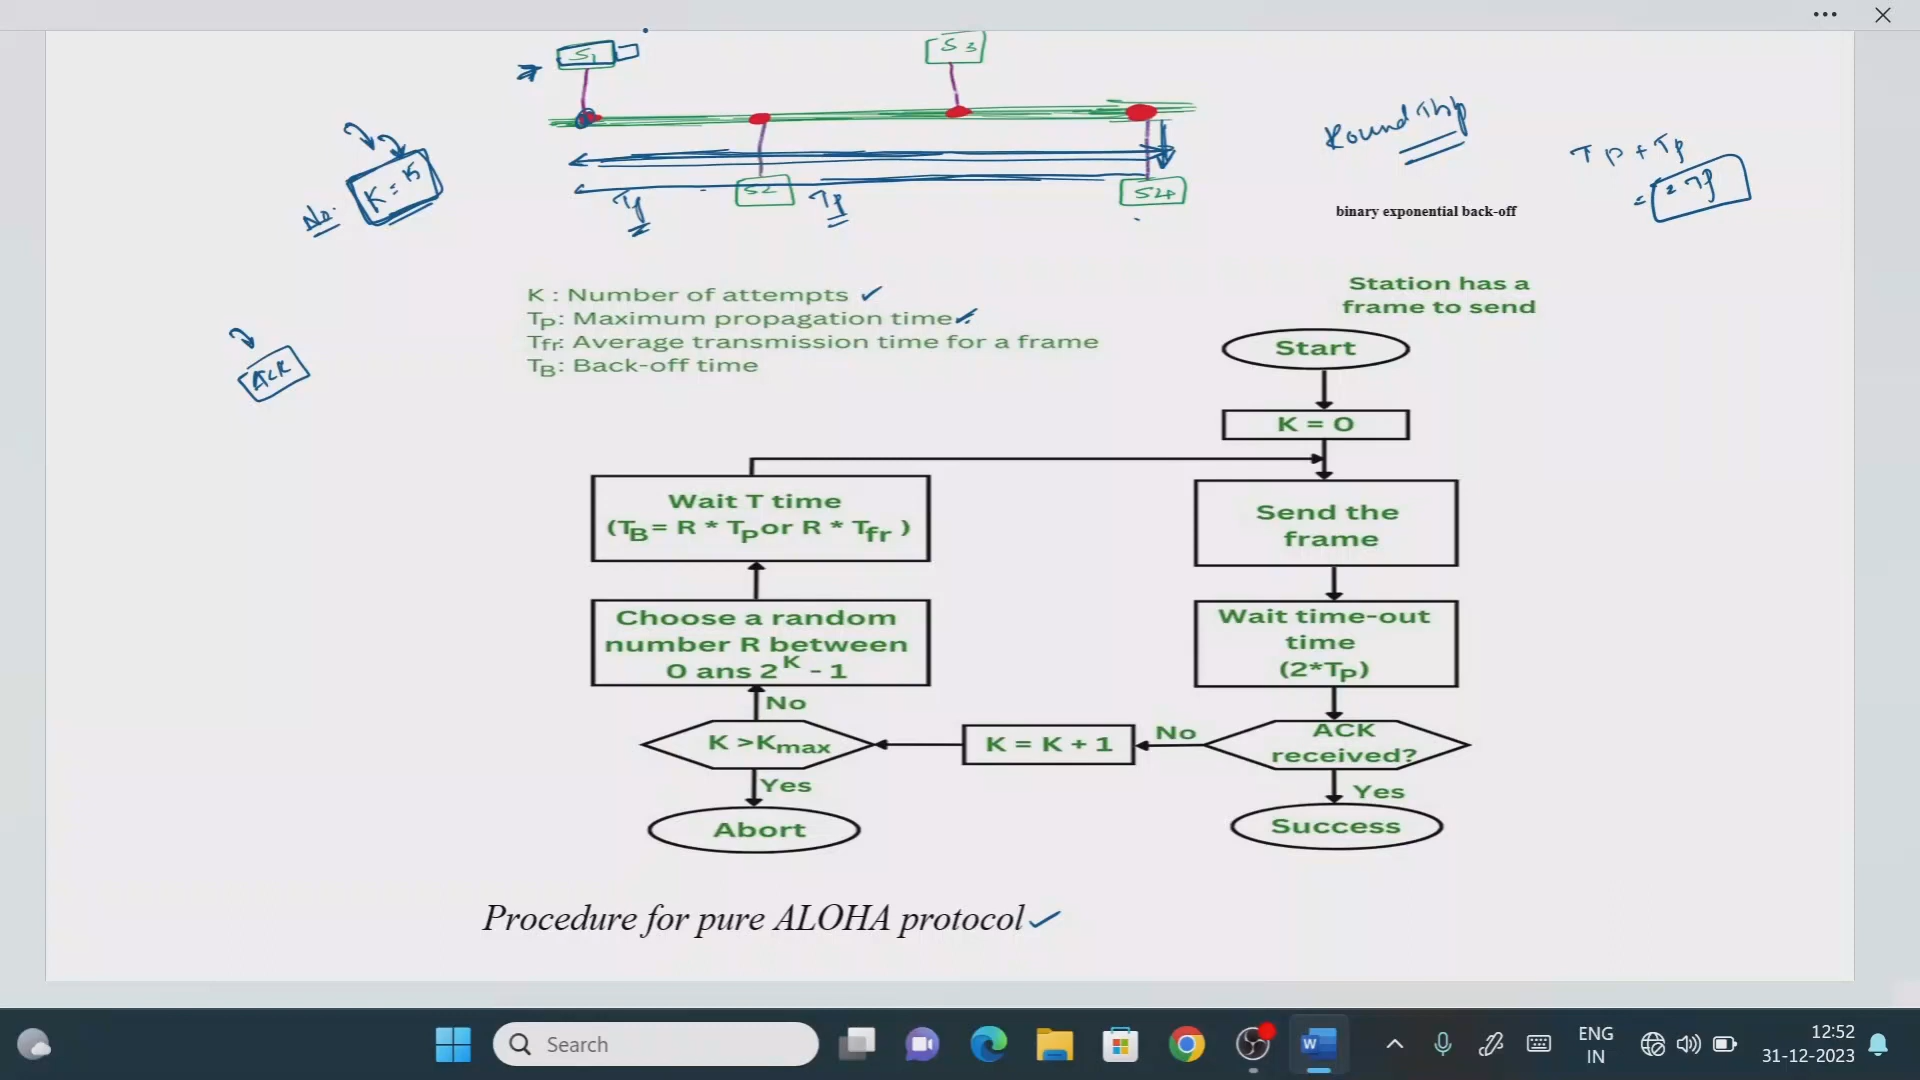 S1
S3
Round Trip
Tp + Tp
K = 15
No.
S2
S4
Tp
Tp
binary exponential back-off
K : Number of attempts
TP: Maximum propagation time
Tfr: Average transmission time for a frame
TB: Back-off time
ACK
Station has a
frame to send
Start
K = 0
Wait T time
(TB = R * TP or R * Tfr )
Send the
frame
Choose a random
number R between
0 ans 2^K - 1
Wait time-out
time
(2*TP)
No
K >Kmax
K = K + 1
No
ACK
received?
Yes
Yes
Abort
Success
Procedure for pure ALOHA protocol
Search
W
ENG
IN
12:52
31-12-2023